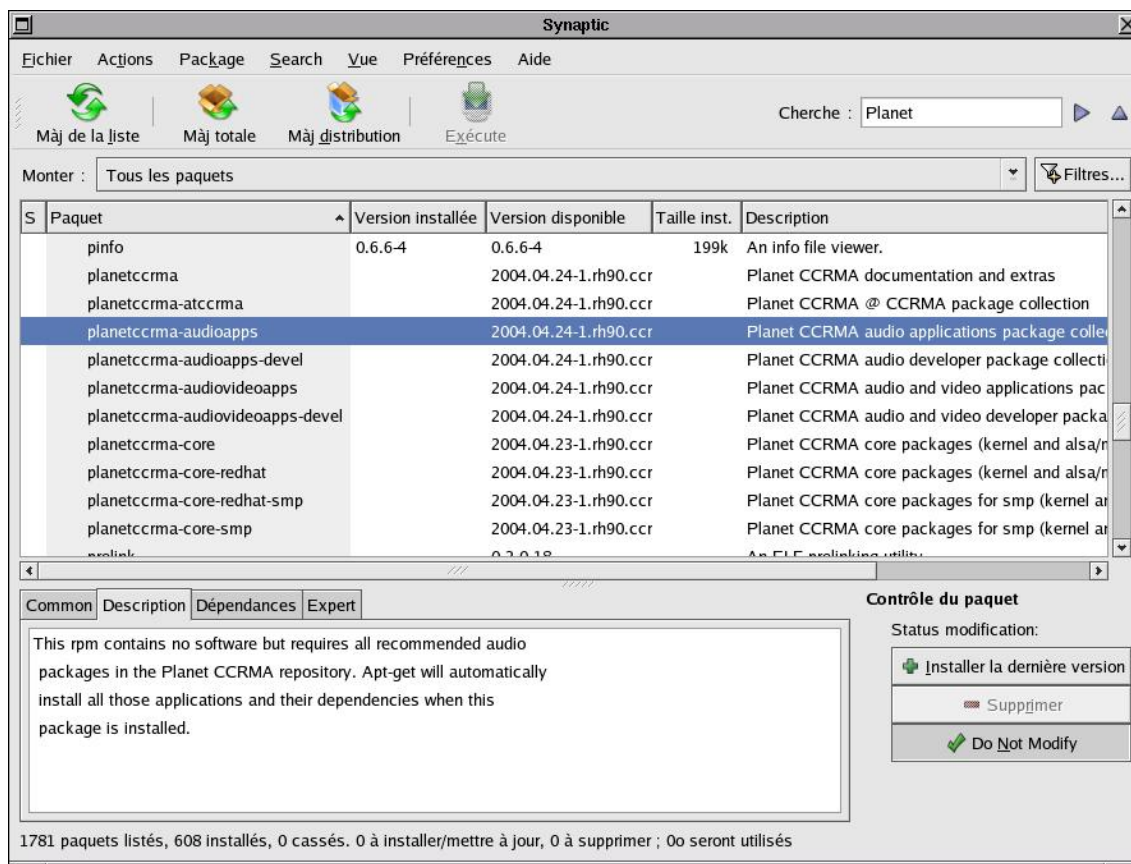 Synaptic
Fichier Actions Package Search Vue Préférences Aide
Màj de la liste Màj totale Màj distribution Exécute Cherche : Planet
Monter : Tous les paquets Filtres...
S Paquet Version installée Version disponible Taille inst. Description
pinfo 0.6.6-4 0.6.6-4 199k An info file viewer.
planetccrma 2004.04.24-1.rh90.ccr Planet CCRMA documentation and extras
planetccrma-atccrma 2004.04.24-1.rh90.ccr Planet CCRMA @ CCRMA package collection
planetccrma-audioapps 2004.04.24-1.rh90.ccr Planet CCRMA audio applications package colle
planetccrma-audioapps-devel 2004.04.24-1.rh90.ccr Planet CCRMA audio developer package collecti
planetccrma-audiovideoapps 2004.04.24-1.rh90.ccr Planet CCRMA audio and video applications pac
planetccrma-audiovideoapps-devel 2004.04.24-1.rh90.ccr Planet CCRMA audio and video developer packa
planetccrma-core 2004.04.23-1.rh90.ccr Planet CCRMA core packages (kernel and alsa/
planetccrma-core-redhat 2004.04.23-1.rh90.ccr Planet CCRMA core packages (kernel and alsa/
planetccrma-core-redhat-smp 2004.04.23-1.rh90.ccr Planet CCRMA core packages for smp (kernel ar
planetccrma-core-smp 2004.04.23-1.rh90.ccr Planet CCRMA core packages for smp (kernel ar
prelink 0.2.0-18 An ELF prelinking utility
Common Description Dépendances Expert
This rpm contains no software but requires all recommended audio
packages in the Planet CCRMA repository. Apt-get will automatically
install all those applications and their dependencies when this
package is installed.
Contrôle du paquet
Status modification:
Installer la dernière version
Supprimer
Do Not Modify
1781 paquets listés, 608 installés, 0 cassés. 0 à installer/mettre à jour, 0 à supprimer ; 0o seront utilisés